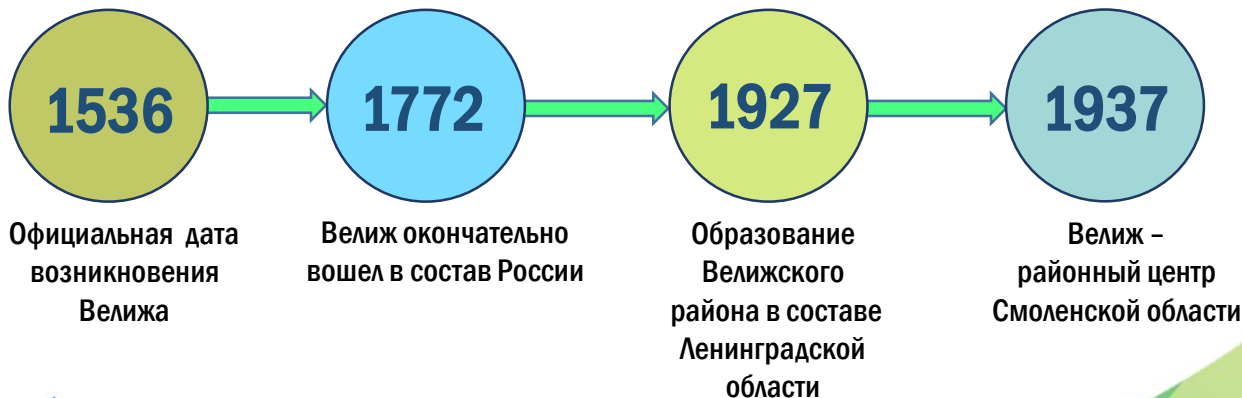 1536
1772
1927
1937
Официальная дата
возникновения
Велижа
Велиж окончательно
вошел в состав России
Образование
Велижского
района в составе
Ленинградской
области
Велиж –
районный центр
Смоленской области